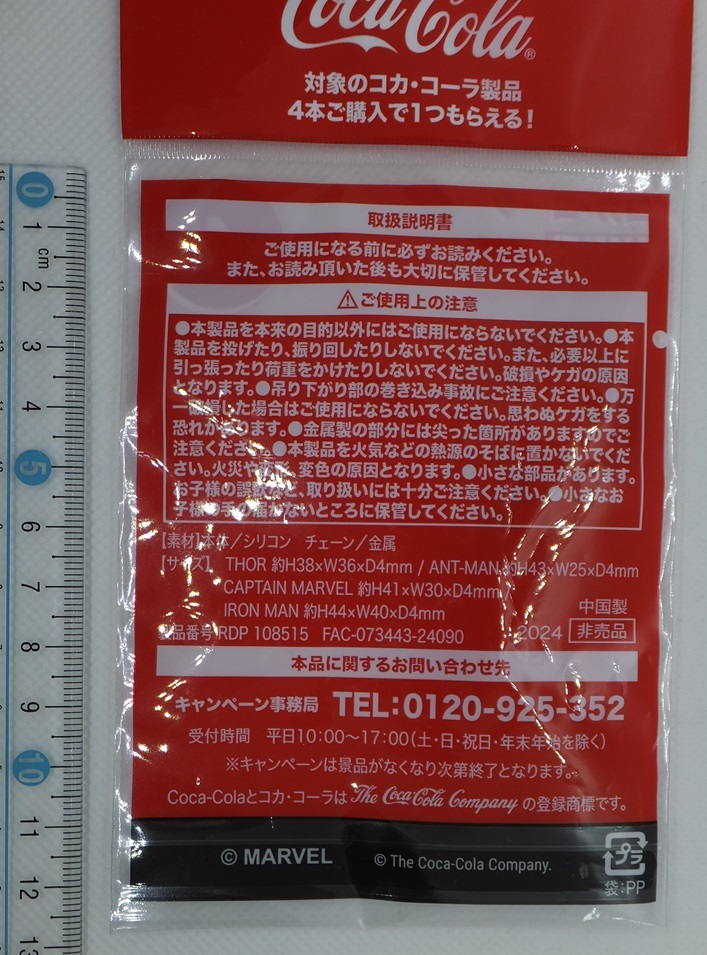 Coca-Cola®
対象のコカ・コーラ製品
4本ご購入で1つもらえる!
取扱説明書
ご使用になる前に必ずお読みください。
また、お読み頂いた後も大切に保管してください。
⚠ご使用上の注意
●本製品を本来の目的以外にはご使用にならないでください。●本
製品を投げたり、振り回したりしないでください。また、必要以上に
引っ張ったり荷重をかけたりしないでください。破損やケガの原因
となります。●吊り下がり部の巻き込み事故にご注意ください。●万
一破損した場合はご使用にならないでください。思わぬケガをする
恐れがあります。●金属製の部分には尖った箇所がありますのでご
注意ください。●本製品を火気などの熱源のそばに置かないでくだ
さい。火災や変形、変色の原因となります。●小さな部品があります。
お子様の誤飲など、取り扱いには十分ご注意ください。●小さなお
子様の手の届かないところに保管してください。
【素材】本体/シリコン チェーン/金属
【サイズ】 THOR 約H38×W36×D4mm / ANT-MAN 約H43×W25×D4mm
CAPTAIN MARVEL 約H41×W30×D4mm
IRON MAN 約H44×W40×D4mm
中国製
製品番号 RDP 108515 FAC-073443-24090 2024 非売品
本品に関するお問い合わせ先
キャンペーン事務局 TEL:0120-925-352
受付時間 平日10:00〜17:00(土・日・祝日・年末年始を除く)
※キャンペーンは景品がなくなり次第終了となります。
Coca-Colaとコカ・コーラは The Coca-Cola Company の登録商標です。
© MARVEL © The Coca-Cola Company.
プラ
袋:PP
0
1
cm
2
3
4
5
6
7
8
9
10
11
12
13